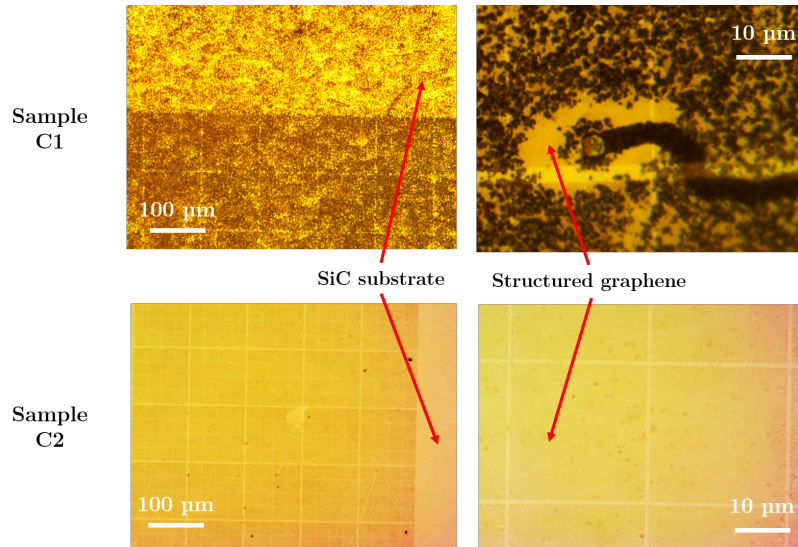 Sample
C1
100 µm
10 µm
SiC substrate
Structured graphene
Sample
C2
100 µm
10 µm